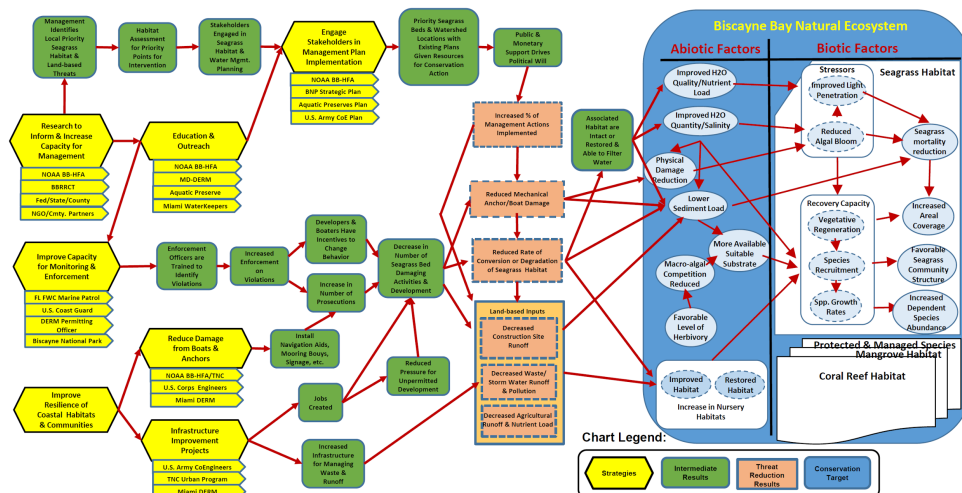 Management
Identifies
Local Priority
Seagrass
Habitat &
Land-based
Threats
Habitat
Assessment for
Priority
Points for
Intervention
Stakeholders
Engaged in
Seagrass
Habitat &
Water Mgmt.
Planning
Engage
Stakeholders in
Management Plan
Implementation
NOAA BB-HFA
BNP Strategic Plan
Aquatic Preserves Plan
U.S. Army CoE Plan
Priority Seagrass
Beds & Watershed
Locations with
Existing Plans
Given Resources
for Conservation
Action
Public &
Monetary
Support Drives
Political Will
Research to
Inform & Increase
Capacity for
Management
NOAA BB-HFA
BBRRCT
Fed/State/County
NGO/Cmty. Partners
Education &
Outreach
NOAA BB-HFA
MD-DERM
Aquatic Preserve
Miami WaterKeepers
Increased % of
Management Actions
Implemented
Reduced Mechanical
Anchor/Boat Damage
Reduced Rate of
Conversion or Degradation
of Seagrass Habitat
Land-based Inputs
Decreased
Construction Site
Runoff
Decreased Waste/
Storm Water Runoff
& Pollution
Decreased Agricultural
Runoff & Nutrient Load
Associated
Habitat are
Intact or
Restored &
Able to Filter
Water
Improve Capacity
for Monitoring &
Enforcement
FL FWC Marine Patrol
U.S. Coast Guard
DERM Permitting
Officer
Biscayne National Park
Enforcement
Officers are
Trained to
Identify
Violations
Increased
Enforcement
on
Violations
Developers &
Boaters Have
Incentives to
Change
Behavior
Increase in
Number of
Prosecutions
Decrease in
Number of
Seagrass Bed
Damaging
Activities &
Development
Reduce Damage
from Boats &
Anchors
NOAA BB-HFA/TNC
U.S. Corps Engineers
Miami DERM
Install
Navigation Aids,
Mooring Bouys,
Signage, etc.
Reduced
Pressure for
Unpermitted
Development
Improve
Resilience of
Coastal Habitats
& Communities
Jobs
Created
Infrastructure
Improvement
Projects
U.S. Army CoEngineers
TNC Urban Program
Miami DERM
Increased
Infrastructure
for Managing
Waste &
Runoff
Biscayne Bay Natural Ecosystem
Abiotic Factors
Improved H2O
Quality/Nutrient
Load
Improved H2O
Quantity/Salinity
Physical
Damage
Reduction
Lower
Sediment Load
More Available
Suitable
Substrate
Macro-algal
Competition
Reduced
Favorable
Level of
Herbivory
Improved
Habitat
Restored
Habitat
Increase in Nursery
Habitats
Biotic Factors
Seagrass Habitat
Stressors
Improved Light
Penetration
Reduced
Algal Bloom
Seagrass
mortality
reduction
Recovery Capacity
Vegetative
Regeneration
Species
Recruitment
Spp. Growth
Rates
Increased
Areal
Coverage
Favorable
Seagrass
Community
Structure
Increased
Dependent
Species
Abundance
Protected & Managed Species
Mangrove Habitat
Coral Reef Habitat
Chart Legend:
Strategies
Intermediate
Results
Threat
Reduction
Results
Conservation
Target